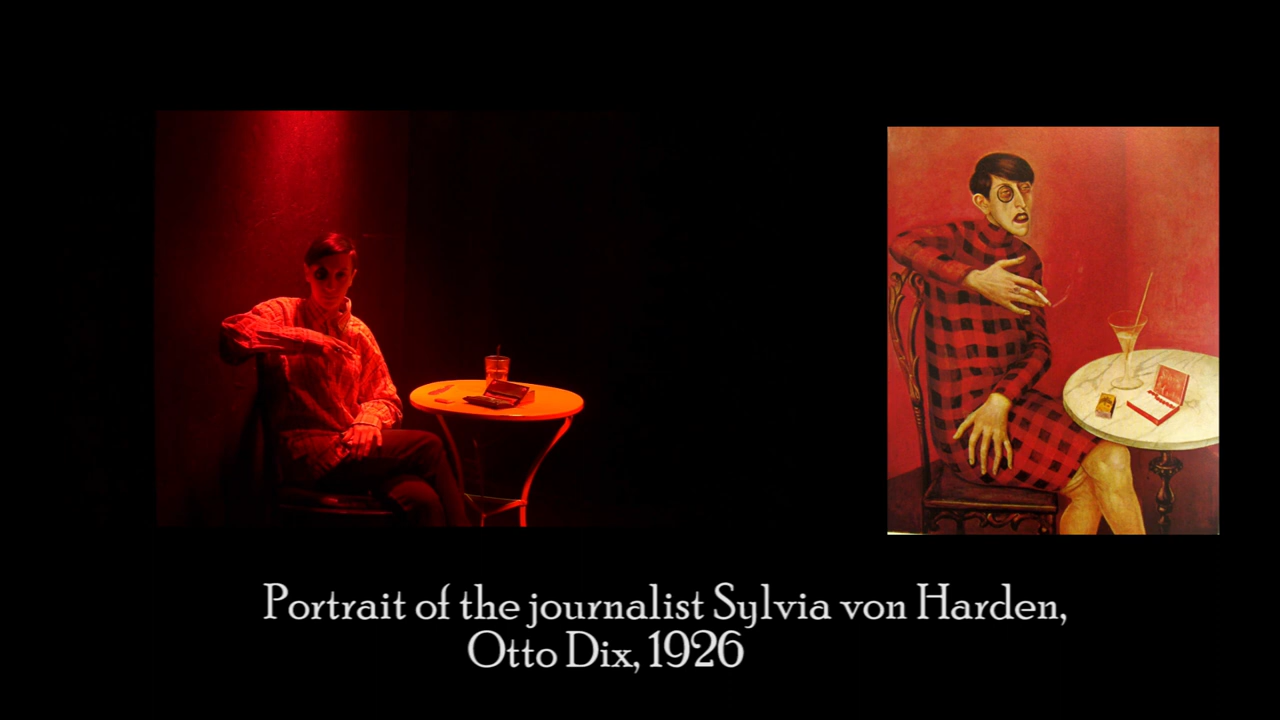 Portrait of the journalist Sylvia von Harden,
Otto Dix, 1926